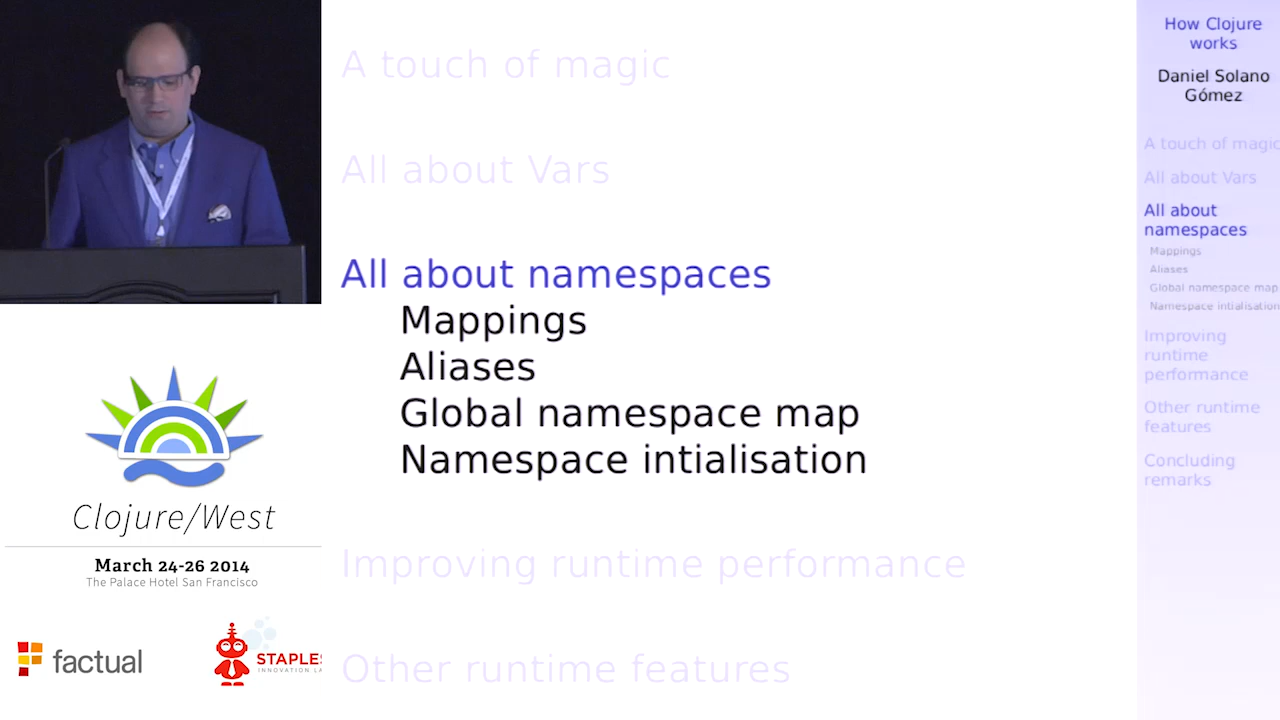 A touch of magic
All about Vars
All about namespaces
Mappings
Aliases
Global namespace map
Namespace intialisation
Improving runtime performance
Other runtime features
How Clojure
works
Daniel Solano
Gómez
A touch of magic
All about Vars
All about
namespaces
Mappings
Aliases
Global namespace map
Namespace intialisation
Improving
runtime
performance
Other runtime
features
Concluding
remarks
Clojure/West
March 24-26 2014
The Palace Hotel San Francisco
factual
STAPLES
INNOVATION LA